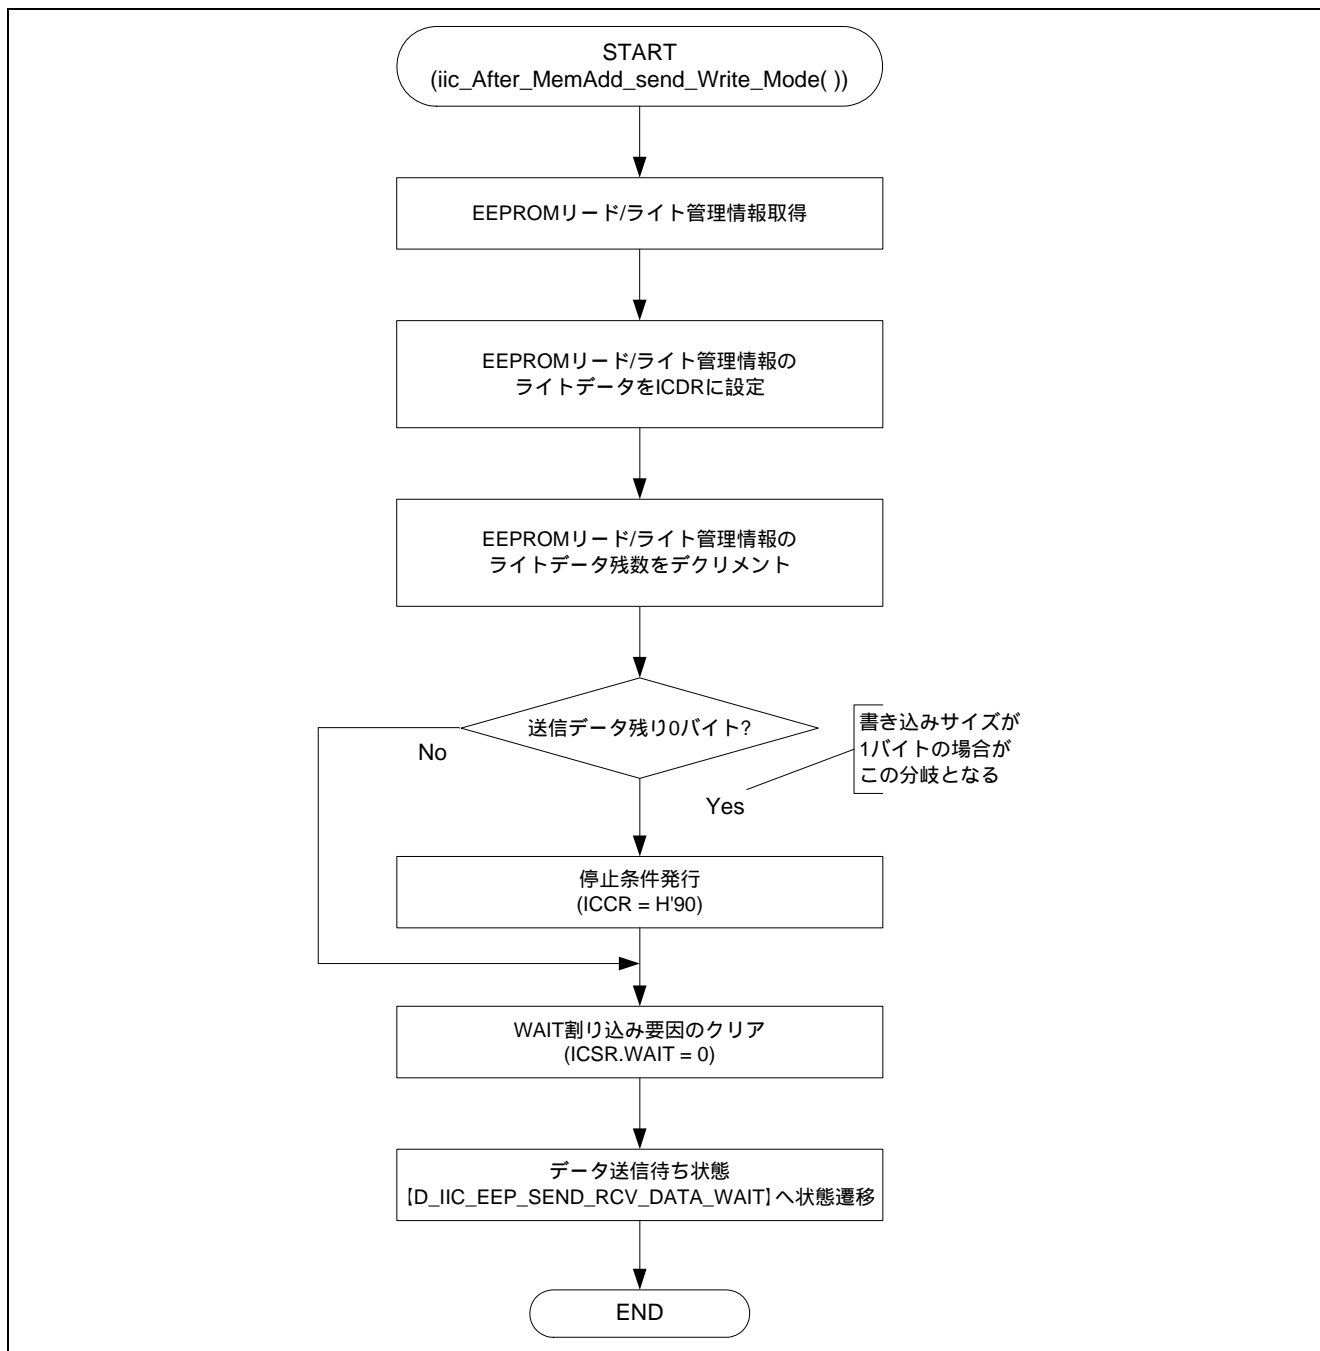 START
(iic_After_MemAdd_send_Write_Mode( ))
EEPROMリード/ライト管理情報取得
EEPROMリード/ライト管理情報の
ライトデータをICDRに設定
EEPROMリード/ライト管理情報の
ライトデータ残数をデクリメント
送信データ残り0バイト?
No
Yes
書き込みサイズが
1バイトの場合が
この分岐となる
停止条件発行
(ICCR = H'90)
WAIT割り込み要因のクリア
(ICSR.WAIT = 0)
データ送信待ち状態
【D_IIC_EEP_SEND_RCV_DATA_WAIT】へ状態遷移
END